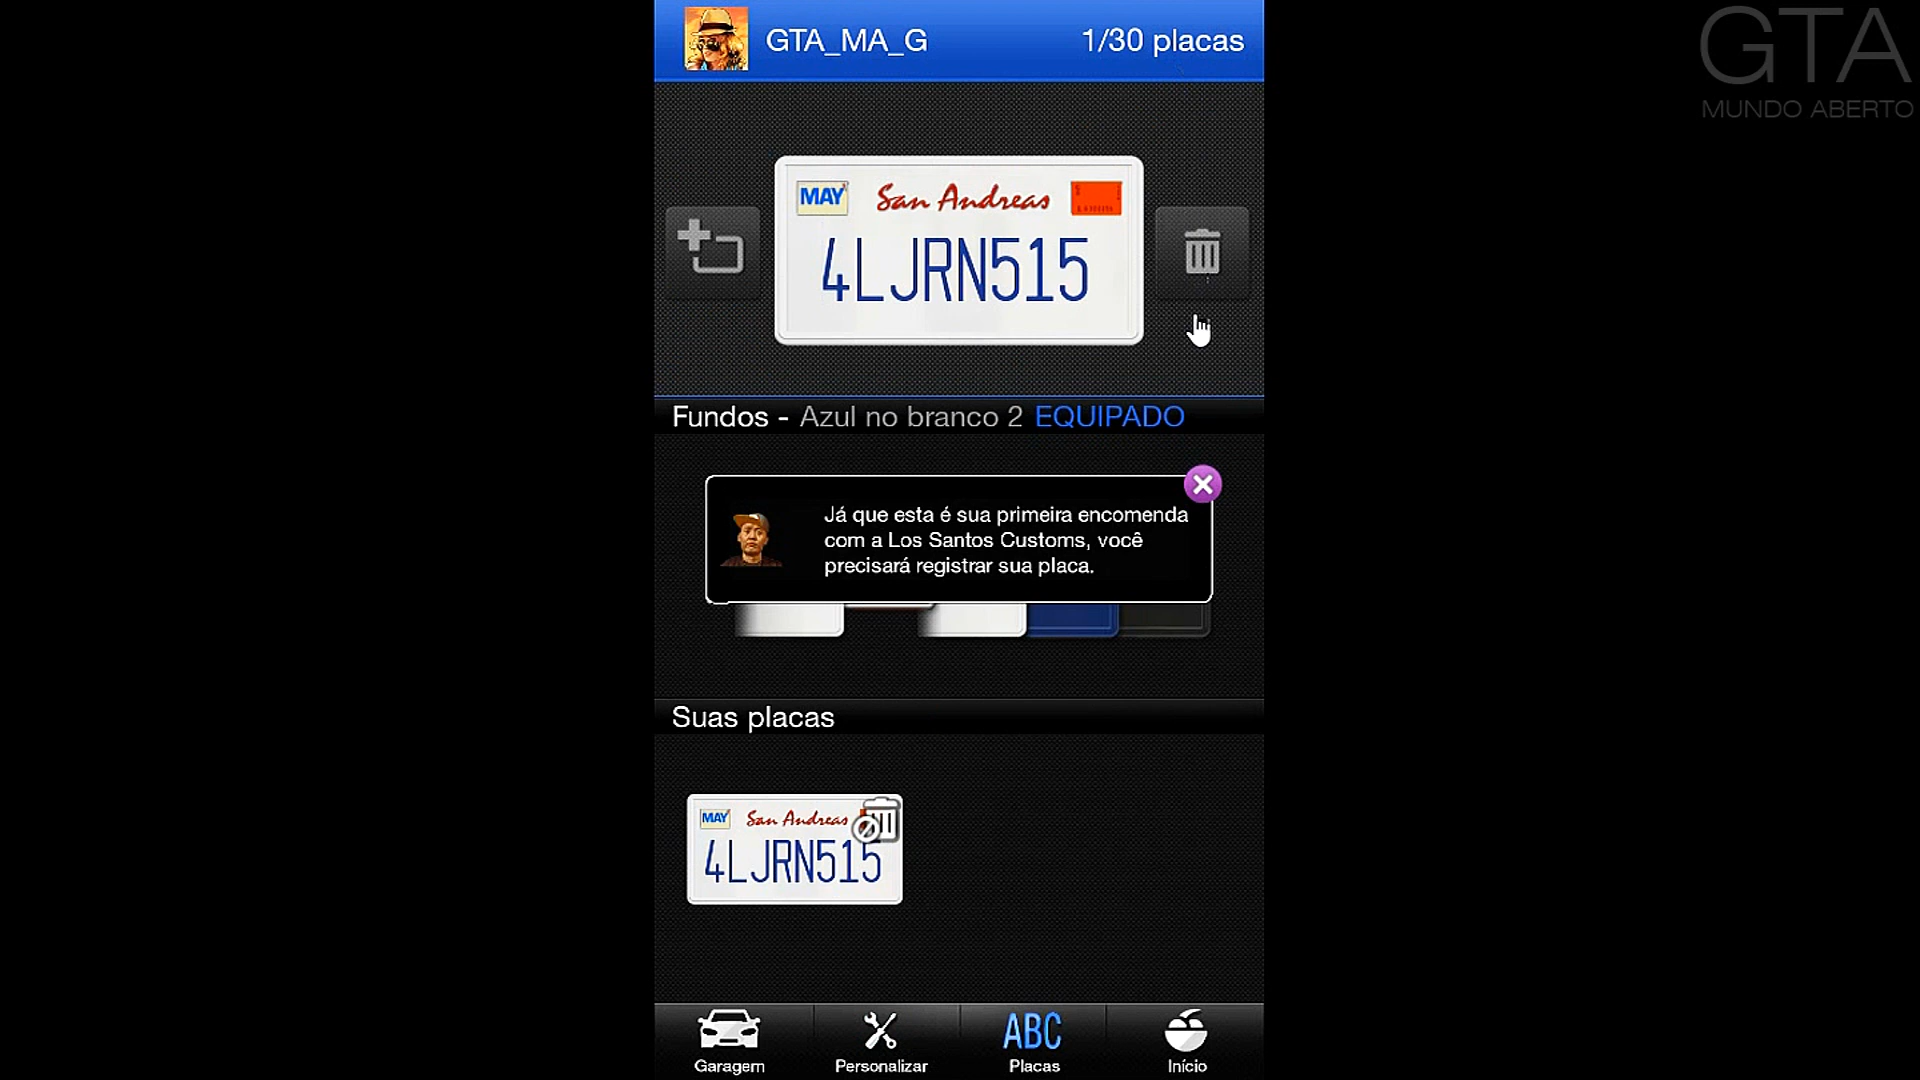 GTA_MA_G
1/30 placas
GTA
MUNDO ABERTO
MAY
San Andreas
4LJRN515
Fundos - Azul no branco 2 EQUIPADO
Já que esta é sua primeira encomenda
com a Los Santos Customs, você
precisará registrar sua placa.
Suas placas
MAY
San Andreas
4LJRN515
ABC
Garagem
Personalizar
Placas
Início